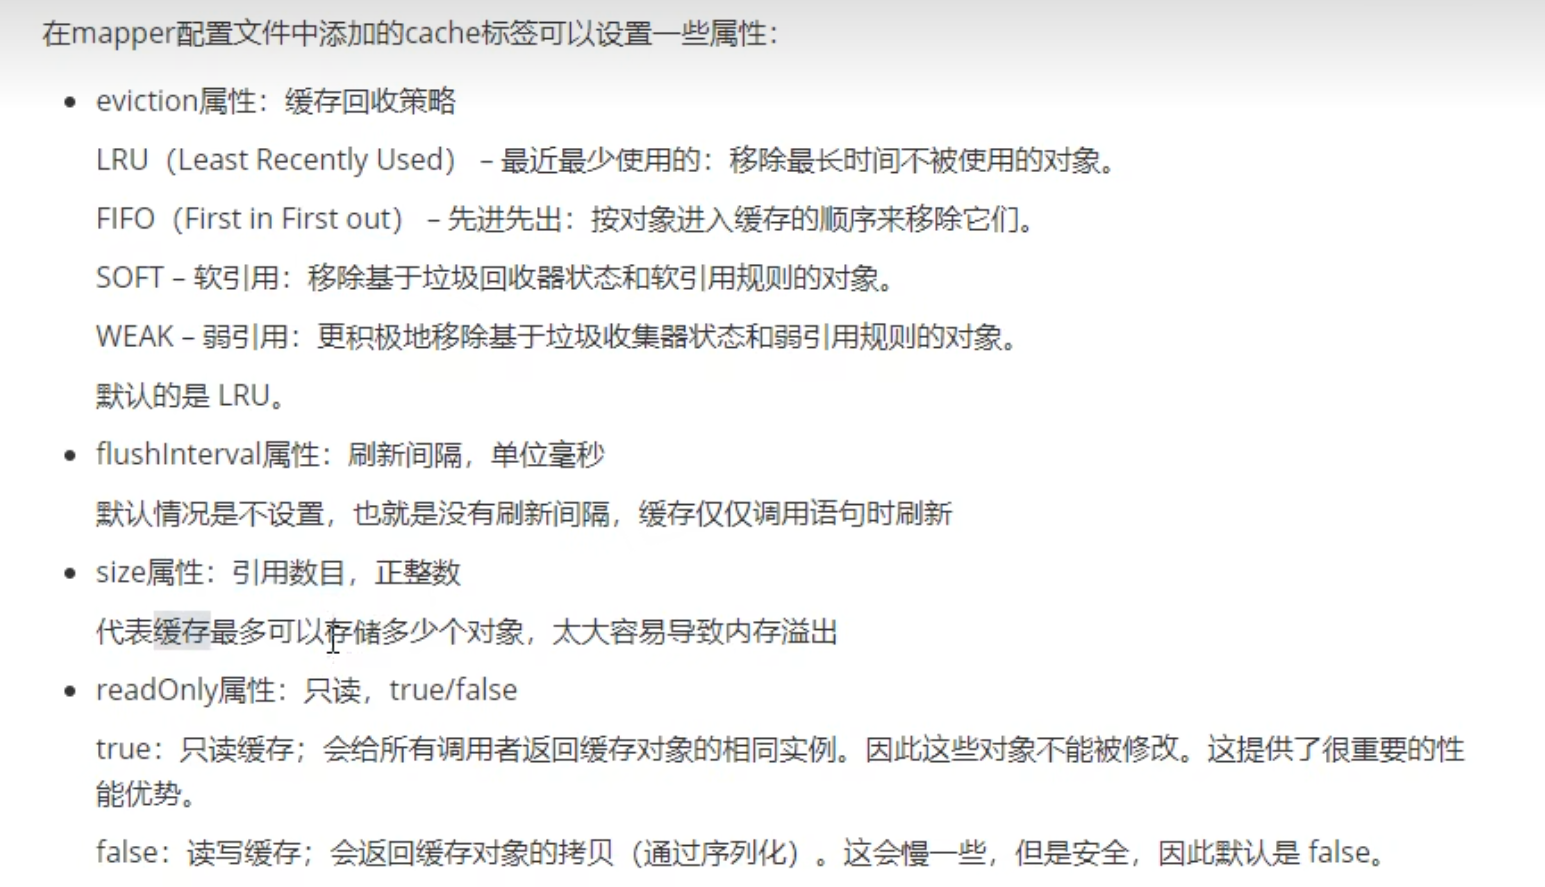 在mapper配置文件中添加的cache标签可以设置一些属性：
eviction属性：缓存回收策略
LRU（Least Recently Used） – 最近最少使用的：移除最长时间不被使用的对象。
FIFO（First in First out） – 先进先出：按对象进入缓存的顺序来移除它们。
SOFT – 软引用：移除基于垃圾回收器状态和软引用规则的对象。
WEAK – 弱引用：更积极地移除基于垃圾收集器状态和弱引用规则的对象。
默认的是 LRU。
flushInterval属性：刷新间隔，单位毫秒
默认情况是不设置，也就是没有刷新间隔，缓存仅仅调用语句时刷新
size属性：引用数目，正整数
代表缓存最多可以存储多少个对象，太大容易导致内存溢出
readOnly属性：只读，true/false
true：只读缓存；会给所有调用者返回缓存对象的相同实例。因此这些对象不能被修改。这提供了很重要的性
能优势。
false：读写缓存；会返回缓存对象的拷贝（通过序列化）。这会慢一些，但是安全，因此默认是 false。